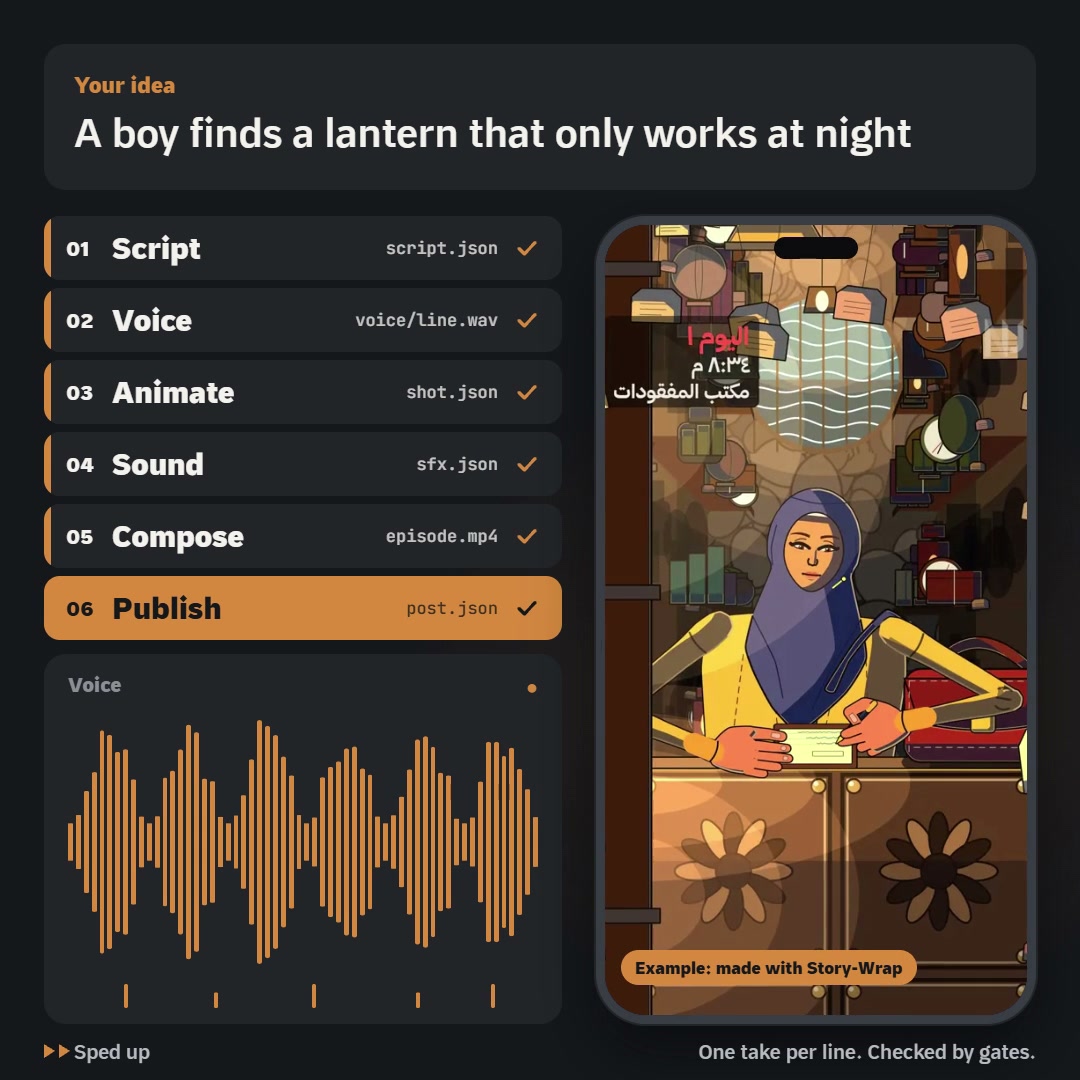 Your idea
A boy finds a lantern that only works at night
01 Script script.json
02 Voice voice/line.wav
03 Animate shot.json
04 Sound sfx.json
05 Compose episode.mp4
06 Publish post.json
Voice
اليوم ١
٨:٣٤ م
مكتب المفقودات
Example: made with Story-Wrap
Sped up
One take per line. Checked by gates.